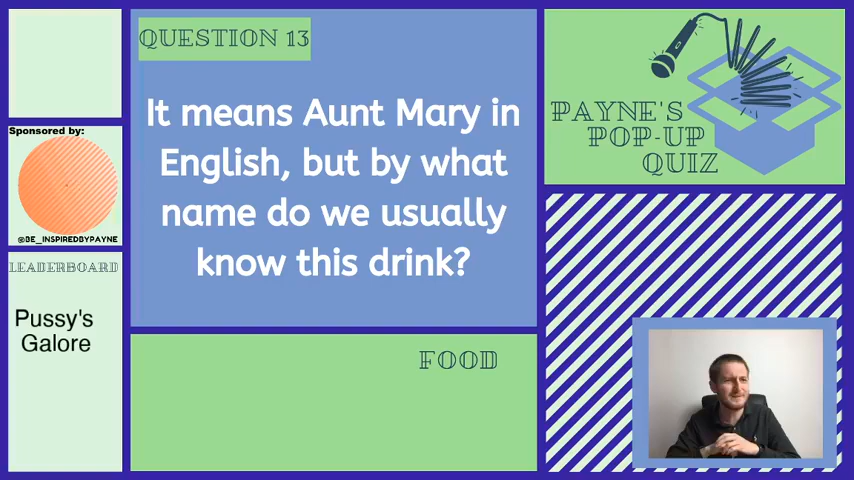 QUESTION 13
It means Aunt Mary in
English, but by what
name do we usually
know this drink?
PAYNE'S
POP-UP
QUIZ
Sponsored by:
@BE_INSPIREDBYPAYNE
LEADERBOARD
Pussy's
Galore
FOOD